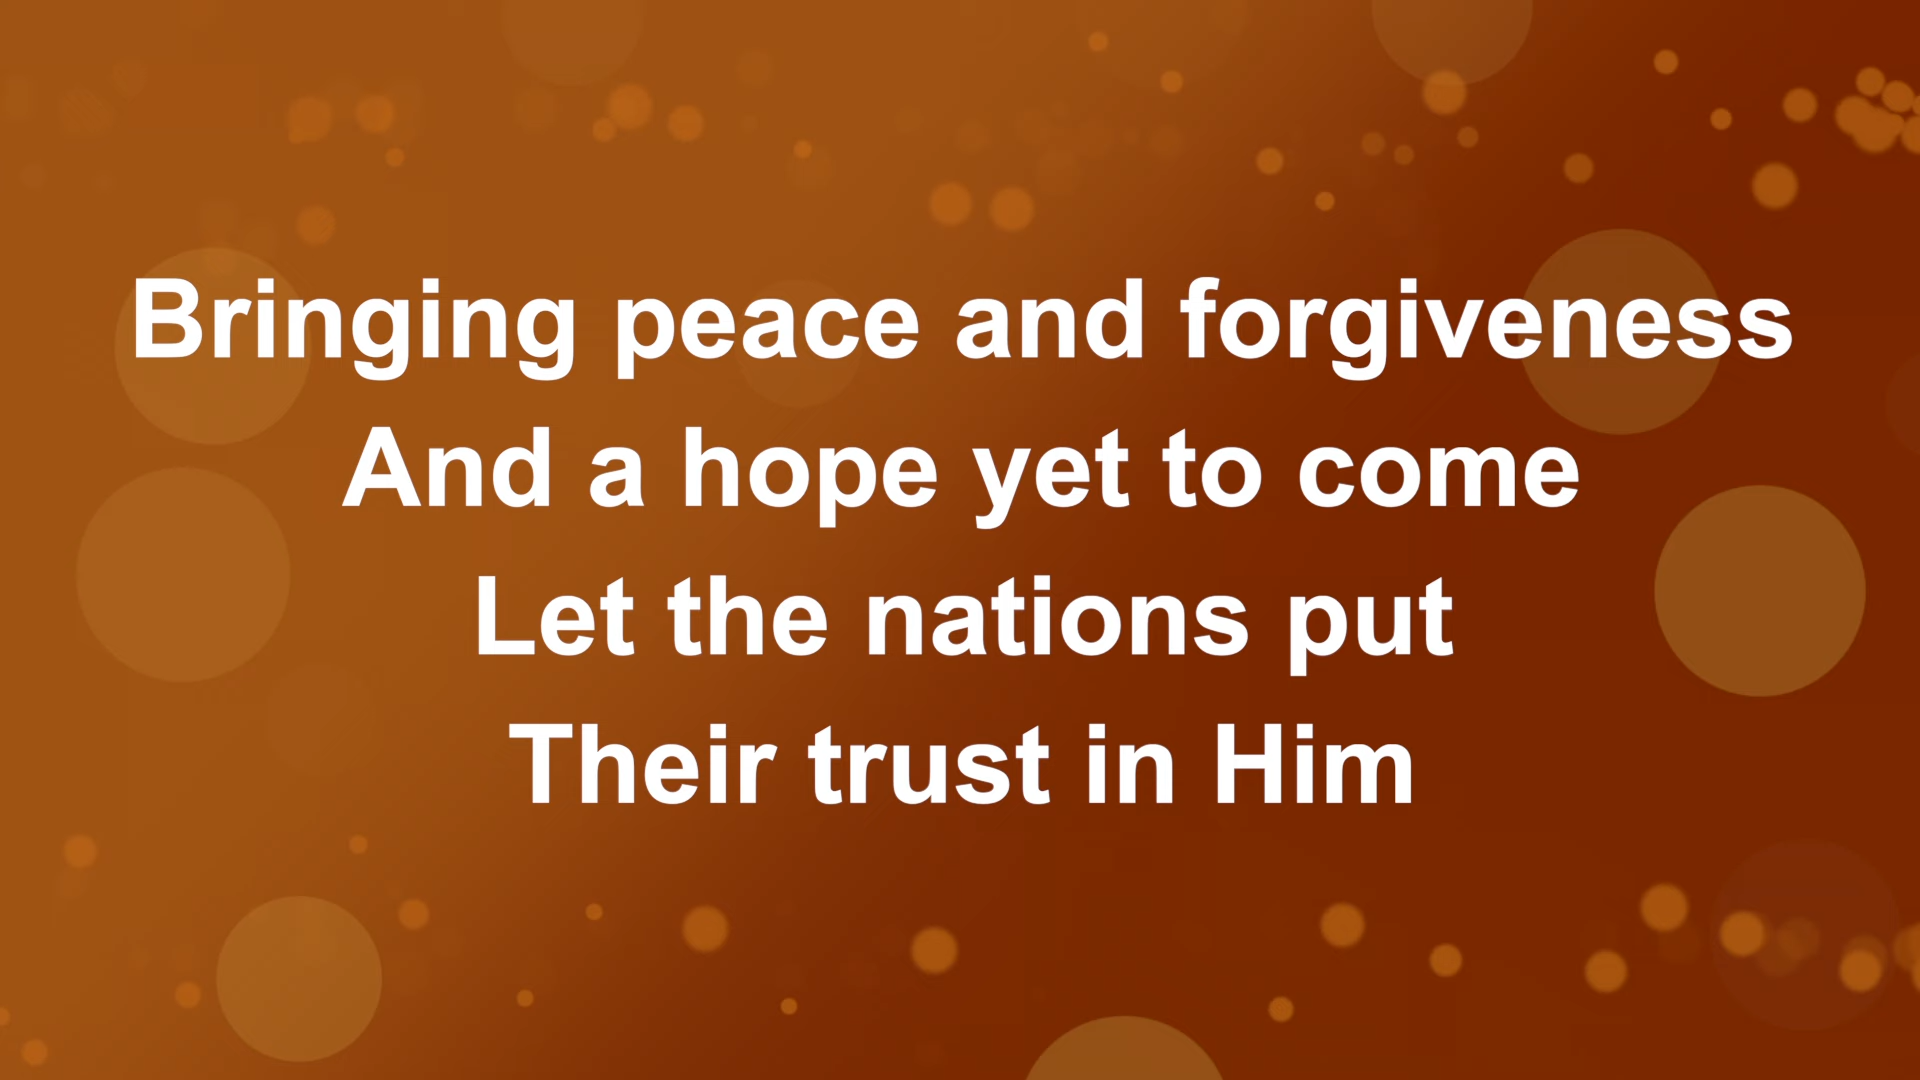 Bringing peace and forgiveness
And a hope yet to come
Let the nations put
Their trust in Him